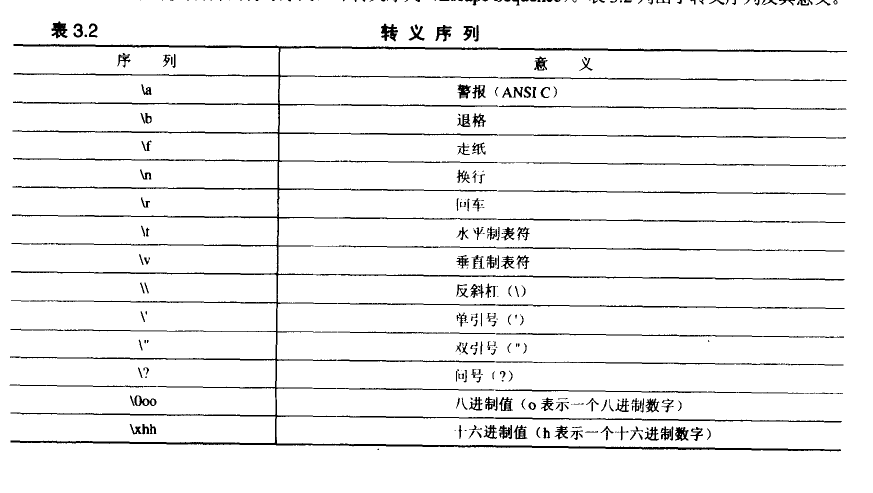 Escape Sequence）。表3.2 列出了转义序列及其意义。
表 3.2 转 义 序 列
序 列 意 义
\a 警报（ANSI C）
\b 退格
\f 走纸
\n 换行
\r 回车
\t 水平制表符
\v 垂直制表符
\\ 反斜杠（\）
\' 单引号（'）
\" 双引号（"）
\? 问号（?）
\0oo 八进制值（o 表示一个八进制数字）
\xhh 十六进制值（h 表示一个十六进制数字）